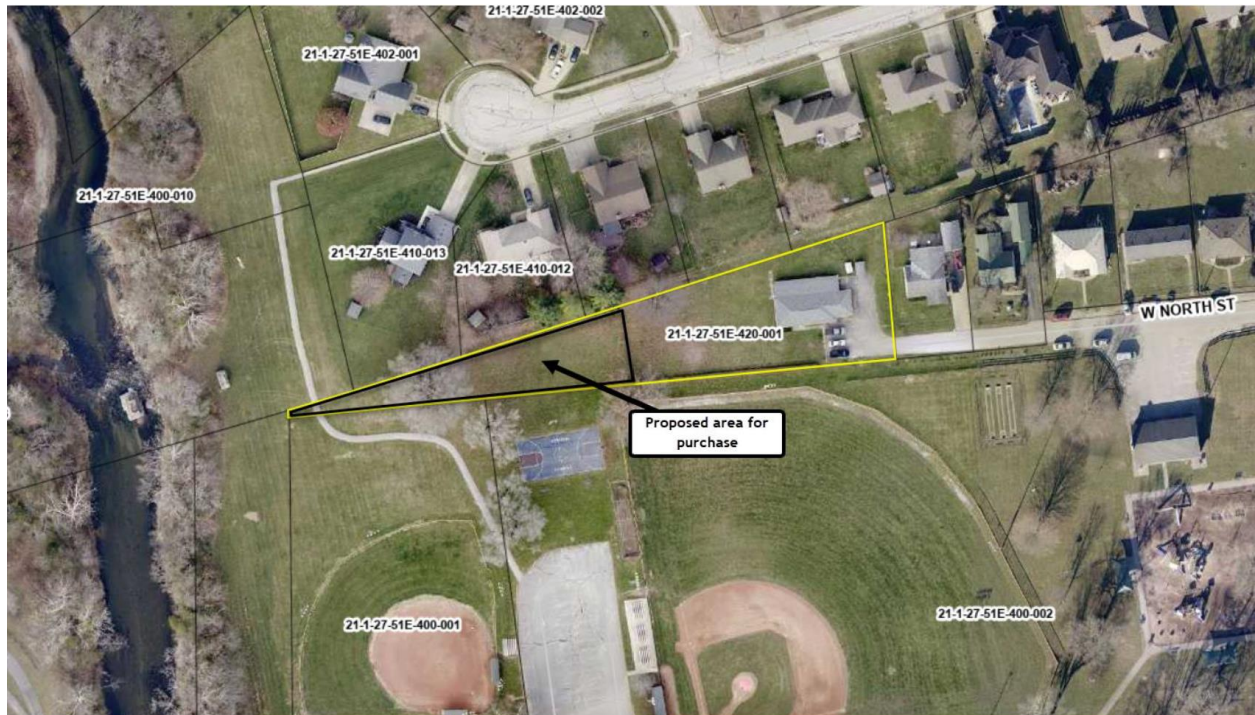 21-1-27-51E-402-002
21-1-27-51E-402-001
21-1-27-51E-400-010
21-1-27-51E-410-013
21-1-27-51E-410-012
21-1-27-51E-420-001
W NORTH ST
Proposed area for
purchase
21-1-27-51E-400-002
21-1-27-51E-400-001